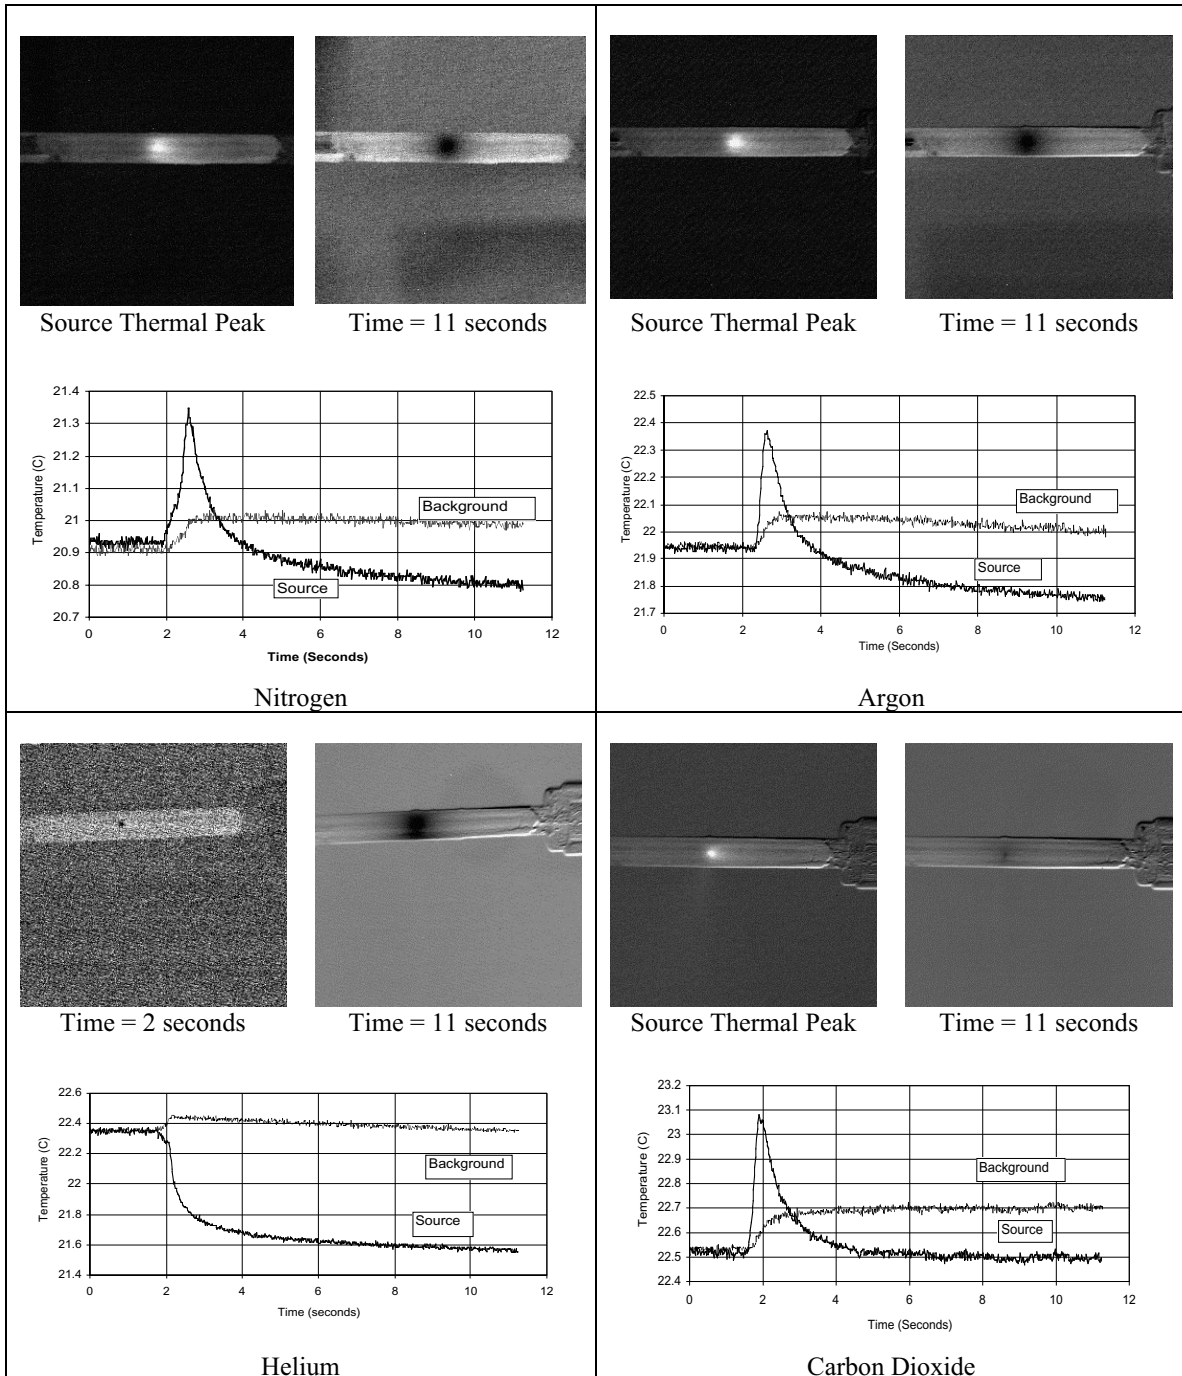 Source Thermal Peak
Time = 11 seconds
21.4
21.3
21.2
21.1
21
20.9
20.8
20.7
Temperature (C)
Background
Source
0 2 4 6 8 10 12
Time (Seconds)
Nitrogen
Source Thermal Peak
Time = 11 seconds
22.5
22.4
22.3
22.2
22.1
22
21.9
21.8
21.7
Temperature (C)
Background
Source
0 2 4 6 8 10 12
Time (Seconds)
Argon
Time = 2 seconds
Time = 11 seconds
22.6
22.4
22.2
22
21.8
21.6
21.4
Temperature (C)
Background
Source
0 2 4 6 8 10 12
Time (seconds)
Helium
Source Thermal Peak
Time = 11 seconds
23.2
23.1
23
22.9
22.8
22.7
22.6
22.5
22.4
Temperature (C)
Background
Source
0 2 4 6 8 10 12
Time (Seconds)
Carbon Dioxide